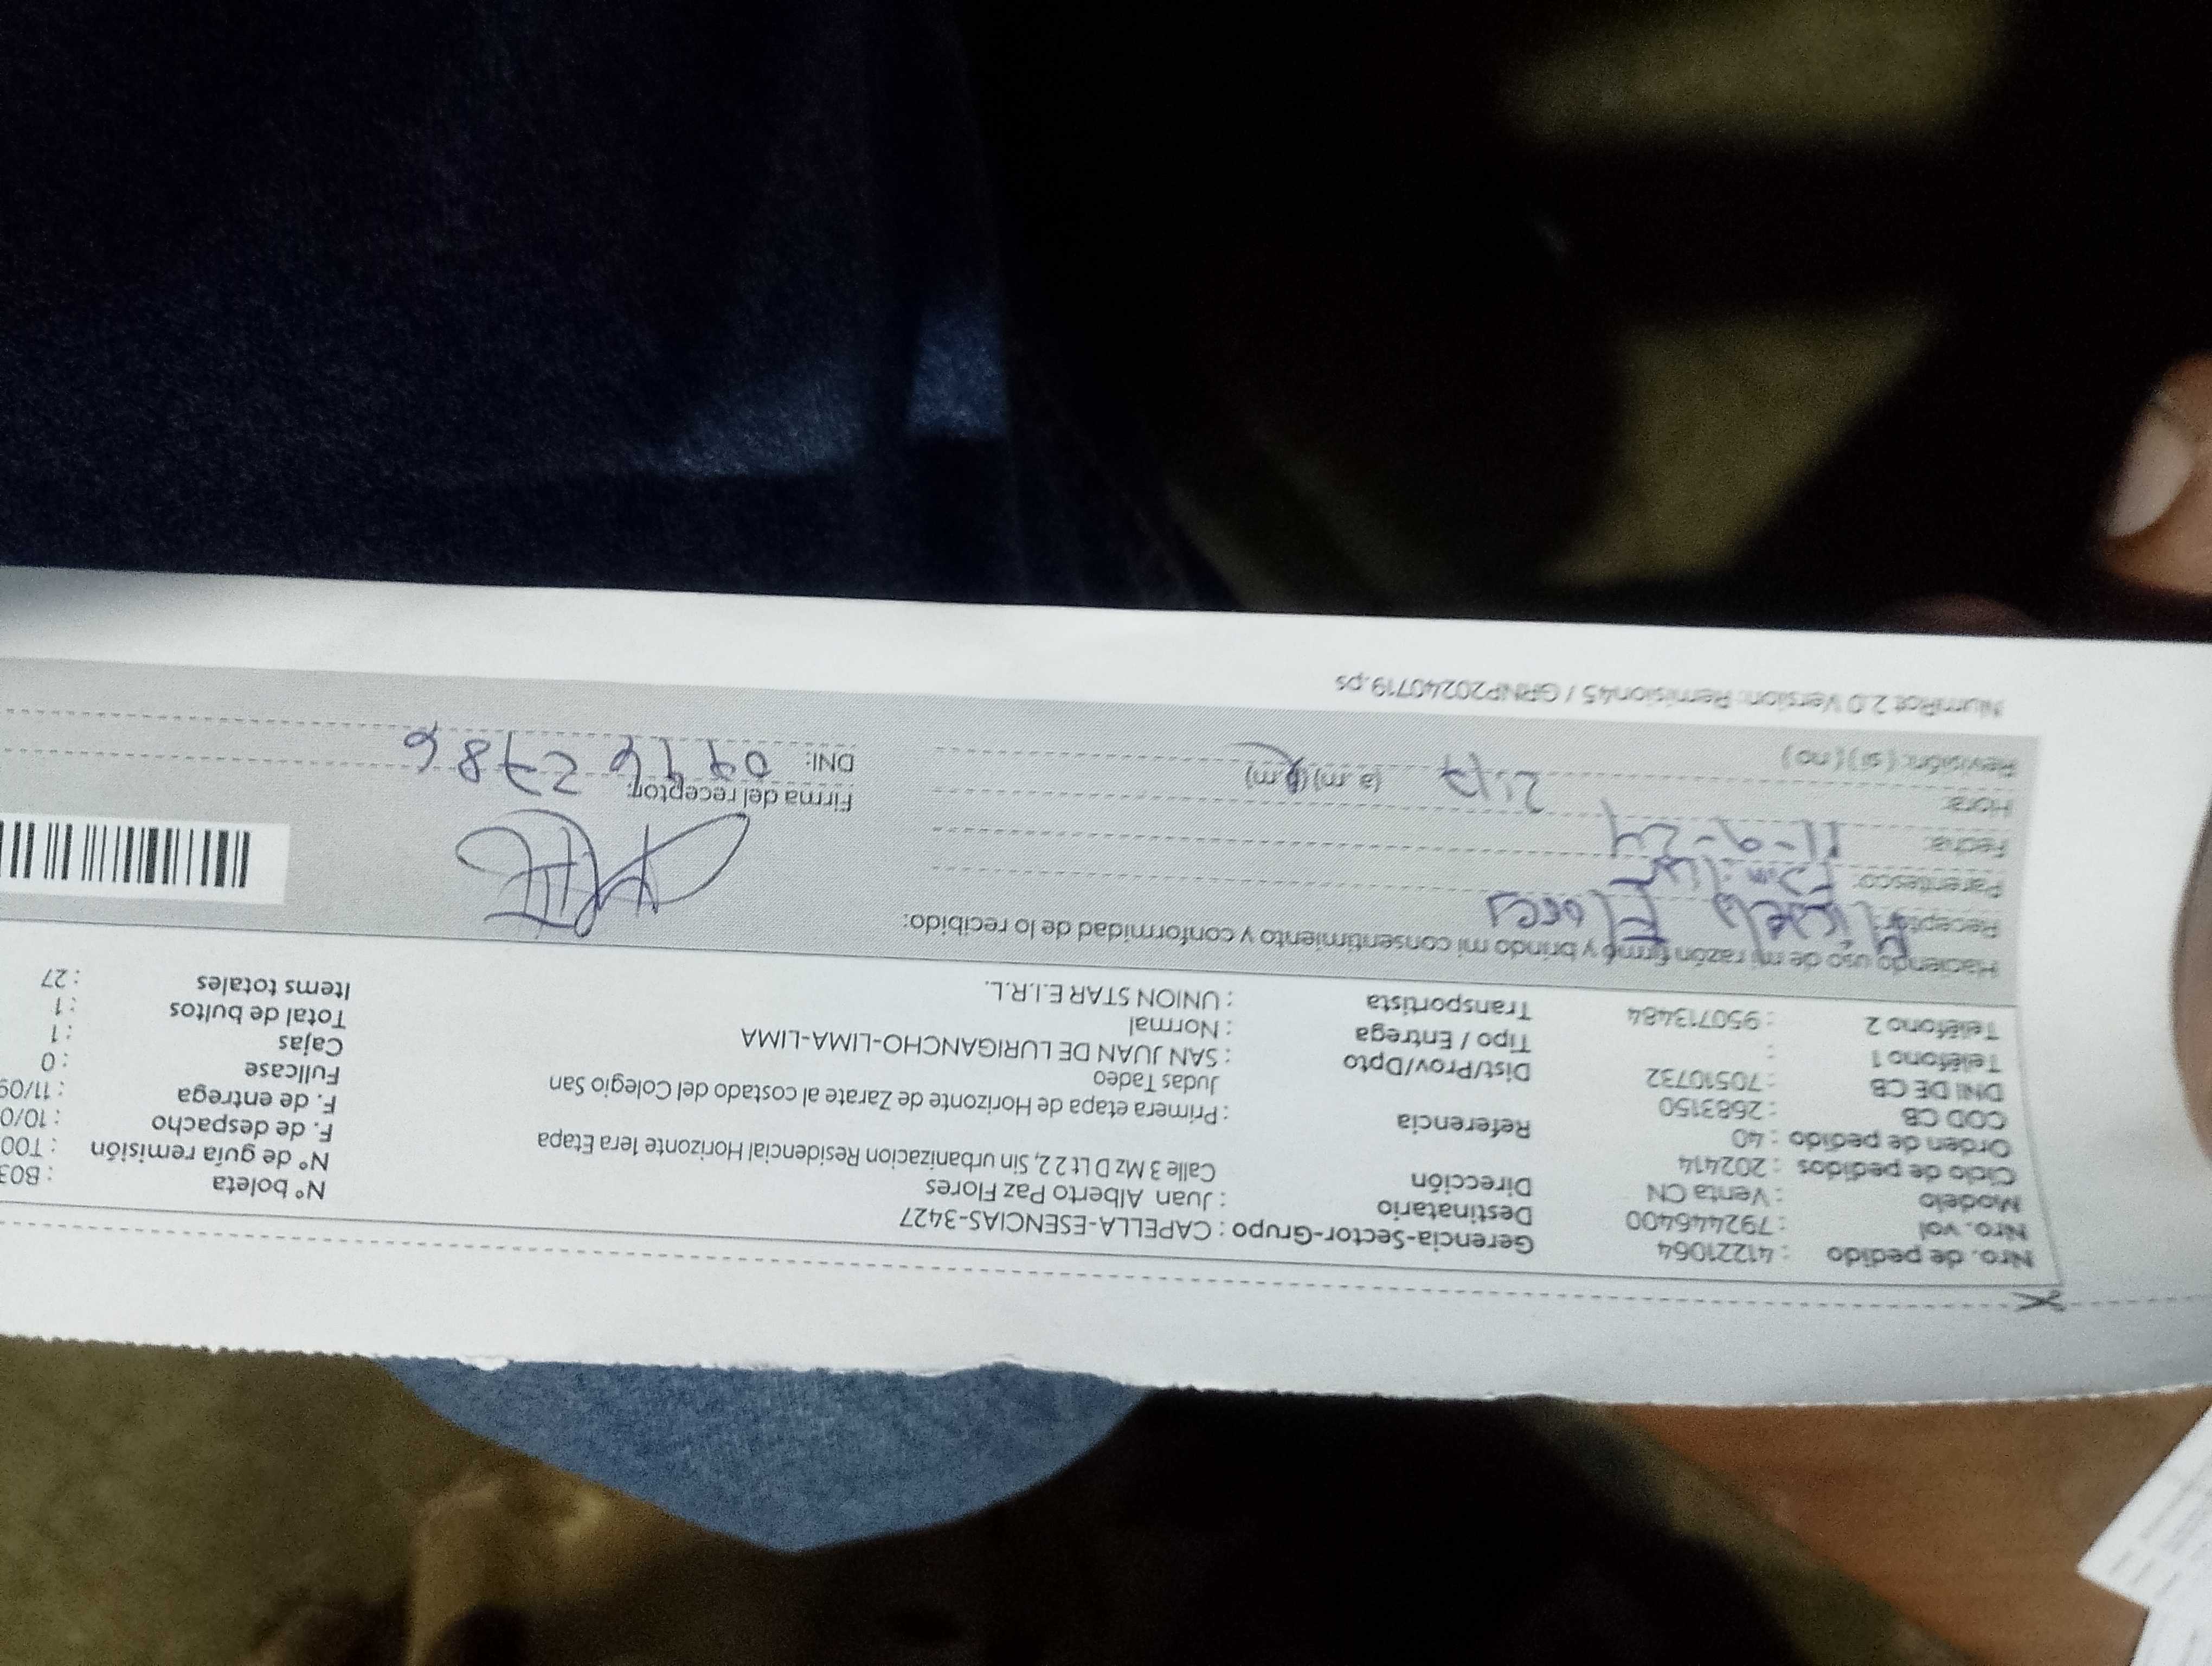 Nro. de pedido : 41221064 Gerencia-Sector-Grupo : CAPELLA-ESENCIAS-3427
Nro. vol : 792446400 Destinatario : Juan Alberto Paz Flores Nº boleta : B03
Modelo : Venta CN Dirección Calle 3 Mz D Lt 2 2, Sin urbanizacion Residencial Horizonte 1era Etapa Nº de guía remisión : T00
Ciclo de pedidos : 202414 F. de despacho : 10/0
Orden de pedido : 40 Referencia : Primera etapa de Horizonte de Zarate al costado del Colegio San F. de entrega : 11/09
COD CB : 2683150 Judas Tadeo Fullcase : 0
DNI DE CB : 70510732 Dist/Prov/Dpto : SAN JUAN DE LURIGANCHO-LIMA-LIMA Cajas : 1
Teléfono 1 : Tipo / Entrega : Normal Total de bultos : 1
Teléfono 2 : 950713484 Transportista : UNION STAR E.I.R.L. Items totales : 27
Haciendo uso de mi razón firmo y brindo mi consentimiento y conformidad de lo recibido:
Receptor: Flores
Parentesco:
Fecha: 11-9-24
Hora: 2:17 (a.m) (p.m) Firma del receptor:
Revisión: ( si ) ( no ) DNI: 09962786
NumRot 2.0 Version: Remision45 / GRNP20240719.ps